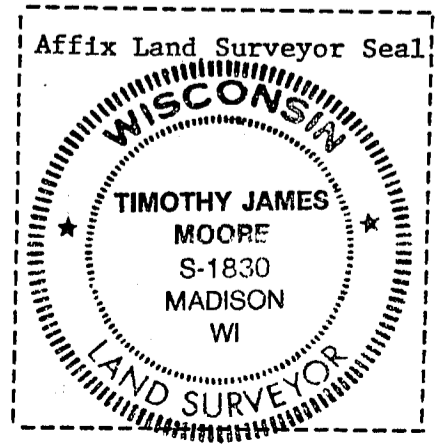 Affix Land Surveyor Seal
WISCONSIN
TIMOTHY JAMES
MOORE
S-1830
MADISON
WI
LAND SURVEYOR